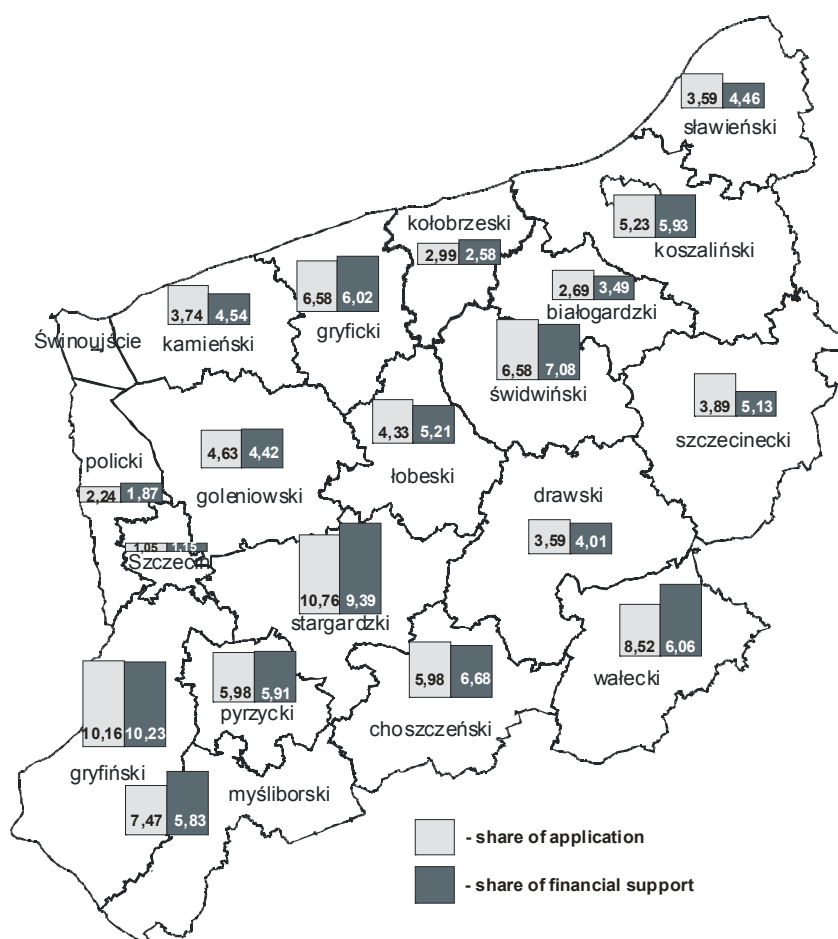 3,59 4,46
sławieński
kołobrzeski
5,23 5,93
koszaliński
2,99 2,58
2,69 3,49
białogardzki
6,58 6,02
gryficki
3,74 4,54
kamieński
Świnoujście
6,58 7,08
świdwiński
3,89 5,13
szczecinecki
4,33 5,21
łobeski
4,63 4,42
goleniowski
policki
2,24 1,87
drawski
3,59 4,01
1,05 1,15
Szczecin
10,76 9,39
stargardzki
8,52 6,06
wałecki
5,98 5,91
pyrzycki
5,98 6,68
choszczeński
10,16 10,23
gryfiński
myśliborski
7,47 5,83
- share of application
- share of financial support